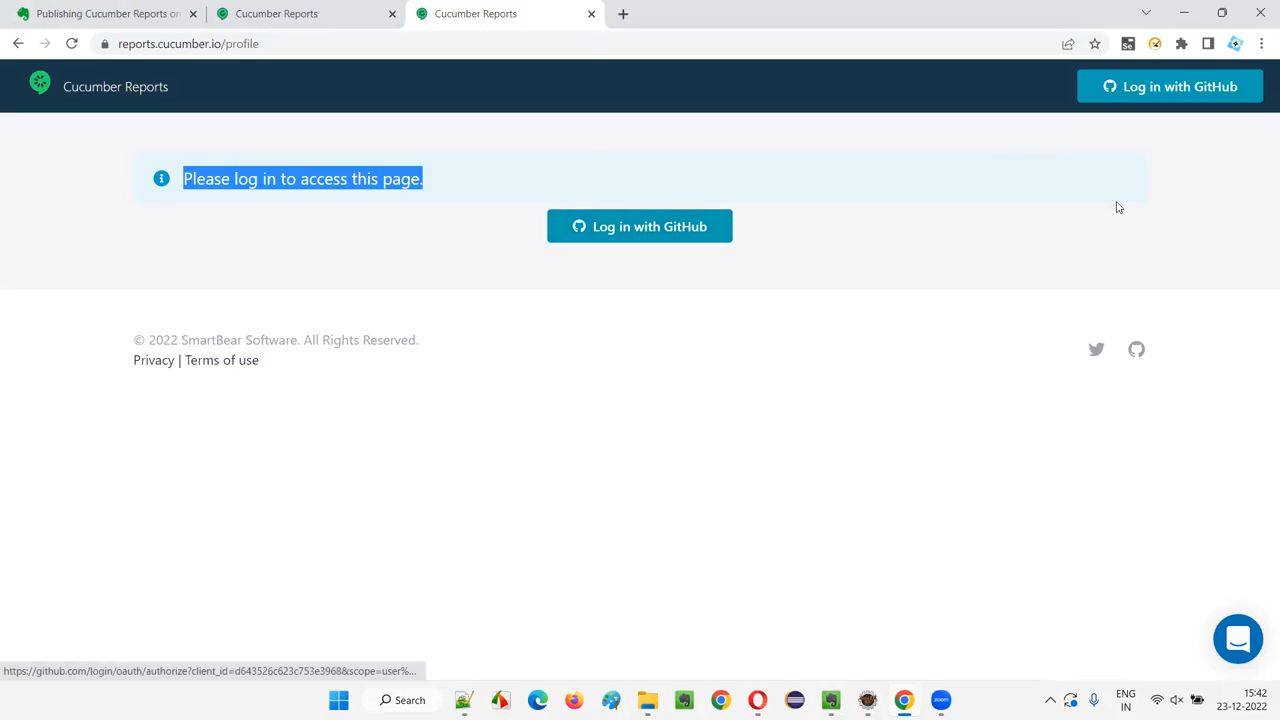 Publishing Cucumber Reports on
Cucumber Reports
Cucumber Reports
reports.cucumber.io/profile
Se
Cucumber Reports
Log in with GitHub
Please log in to access this page.
Log in with GitHub
© 2022 SmartBear Software. All Rights Reserved.
Privacy | Terms of use
https://github.com/login/oauth/authorize?client_id=d643526c623c753e3968&scope=user%...
Search
zoom
ENG
IN
15:42
23-12-2022